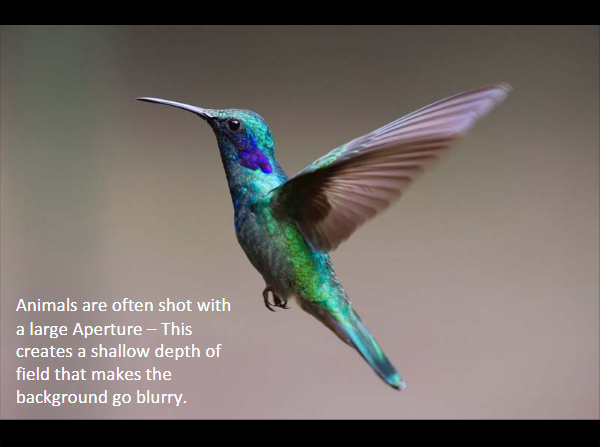 Animals are often shot with
a large Aperture – This
creates a shallow depth of
field that makes the
background go blurry.